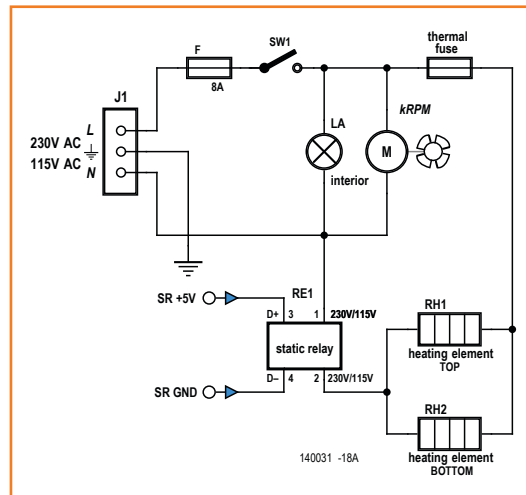 F
8A
SW1
thermal
fuse
J1
L
230V AC
115V AC
N
LA
interior
kRPM
M
RE1
SR +5V
D+ 3 1 230V/115V
static relay
SR GND
D– 4 2 230V/115V
RH1
heating element
TOP
RH2
heating element
BOTTOM
140031 -18A